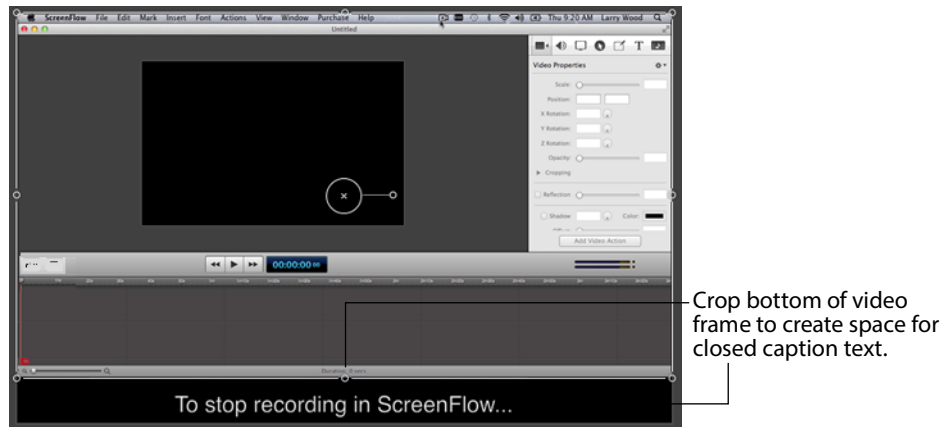 ScreenFlow File Edit Mark Insert Font Actions View Window Purchase Help Thu 9:20 AM Larry Wood
Untitled
Video Properties
Scale:
Position:
X Rotation:
Y Rotation:
Z Rotation:
Opacity:
Cropping
Reflection
Shadow Color:
Add Video Action
00:00:00
Duration: 0 secs
Crop bottom of video
frame to create space for
closed caption text.
To stop recording in ScreenFlow...